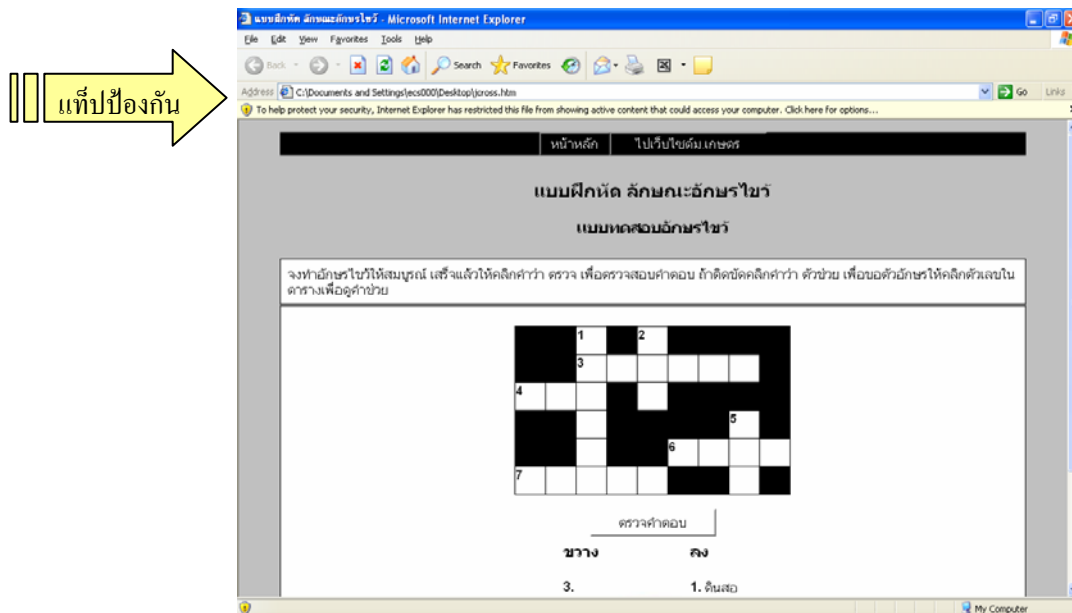 แบบฝึกหัด ลักษณะอักษรไขว้ - Microsoft Internet Explorer
File Edit View Favorites Tools Help
Back Search Favorites
Address C:\Documents and Settings\ecs000\Desktop\jcross.htm Go Links
To help protect your security, Internet Explorer has restricted this file from showing active content that could access your computer. Click here for options...
แท็ปป้องกัน
หน้าหลัก ไปเว็บไซต์ม.เกษตร
แบบฝึกหัด ลักษณะอักษรไขว้
แบบทดสอบอักษรไขว้
จงทำอักษรไขว้ให้สมบูรณ์ เสร็จแล้วให้คลิกคำว่า ตรวจ เพื่อตรวจสอบคำตอบ ถ้าติดขัดคลิกคำว่า ตัวช่วย เพื่อขอตัวอักษรให้คลิกตัวเลขใน
ตารางเพื่อดูคำช่วย
1 2
3
4
5
6
7
ตรวจคำตอบ
ขวาง ลง
3. 1. ดินสอ
My Computer